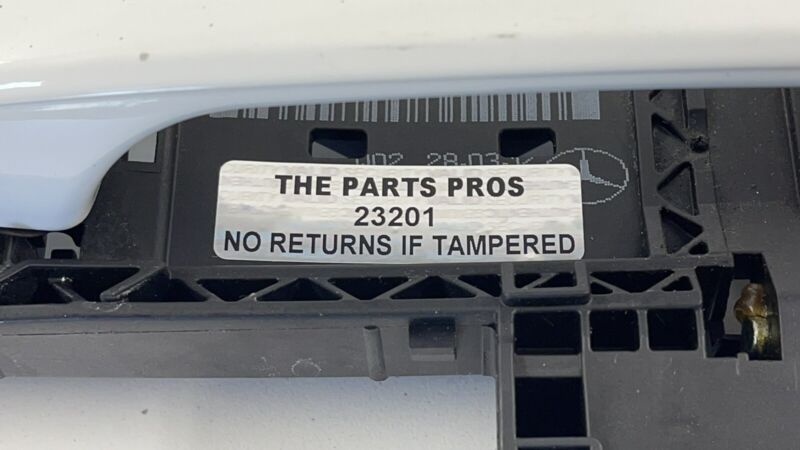 THE PARTS PROS
23201
NO RETURNS IF TAMPERED